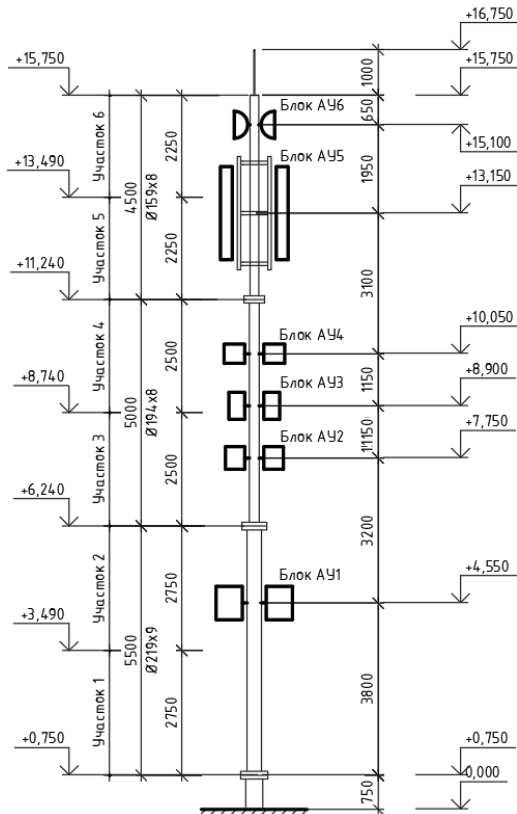 +16,750
+15,750
+15,750
1000
Блок АУ6
650
Участок 6
2250
+15,100
Блок АУ5
1950
+13,490
+13,150
4500
Ø159x8
Участок 5
2250
3100
+11,240
+10,050
Участок 4
2500
Блок АУ4
1150
+8,740
+8,900
Блок АУ3
5000
Ø194x8
1150
+7,750
Блок АУ2
Участок 3
2500
+6,240
3200
Участок 2
2750
Блок АУ1
+4,550
+3,490
5500
Ø219x9
3800
Участок 1
2750
+0,750
+0,750
750
0,000